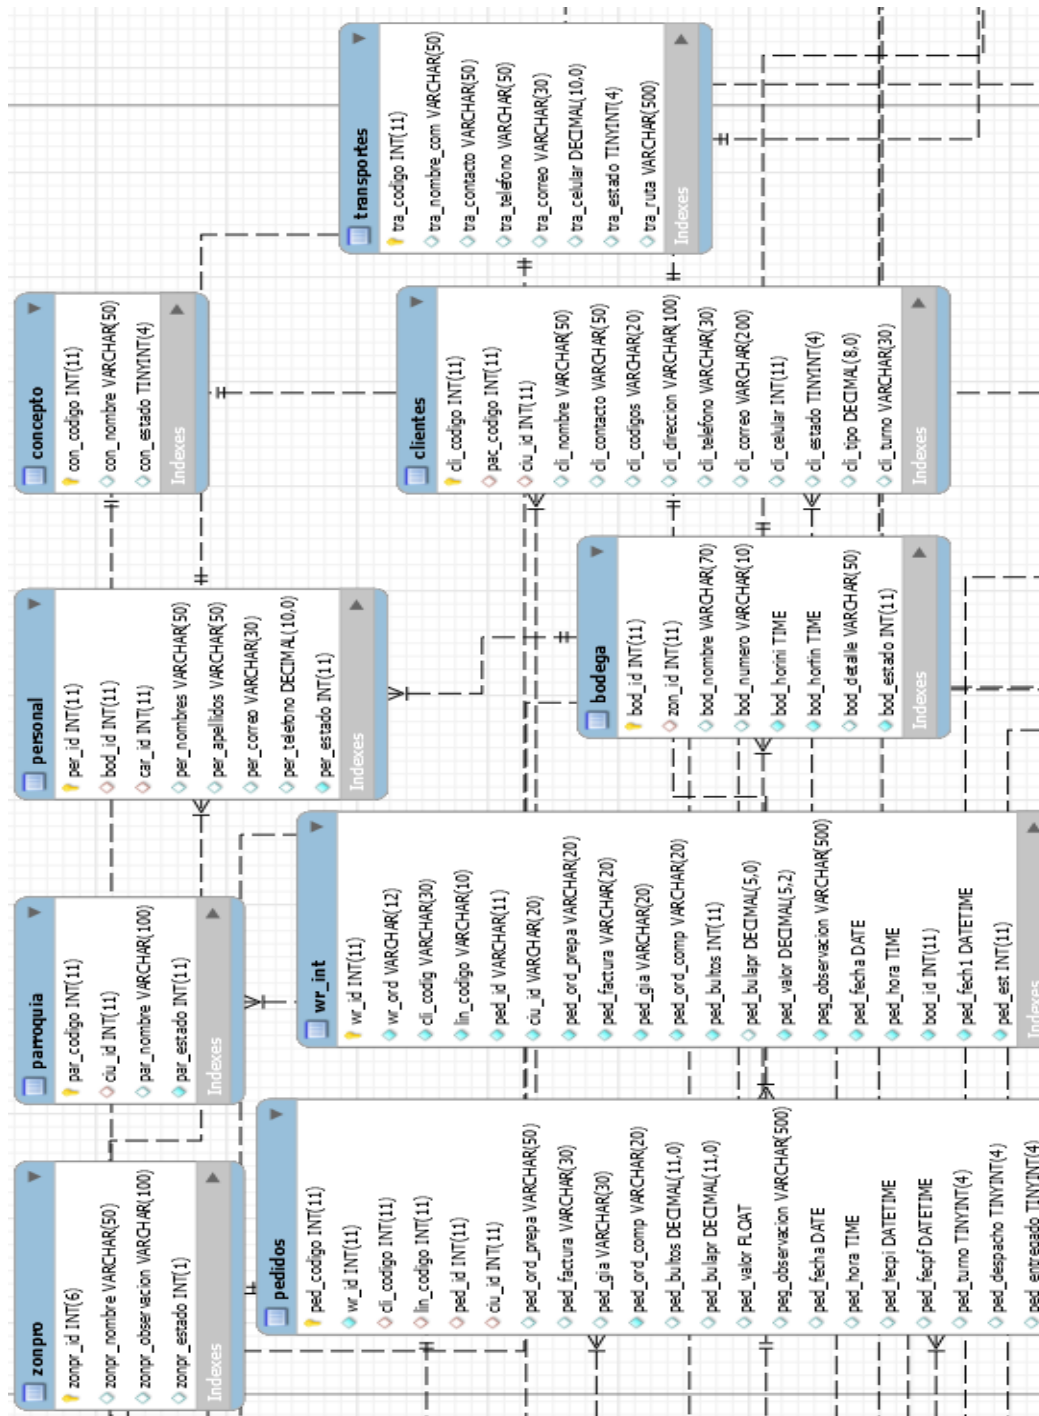 zonpro
zonpr_id INT(6)
zonpr_nombre VARCHAR(50)
zonpr_observacion VARCHAR(100)
zonpr_estado INT(1)
Indexes
parroquia
par_codigo INT(11)
ciu_id INT(11)
par_nombre VARCHAR(100)
par_estado INT(11)
Indexes
personal
per_id INT(11)
bod_id INT(11)
car_id INT(11)
per_nombres VARCHAR(50)
per_apellidos VARCHAR(50)
per_correo VARCHAR(30)
per_telefono DECIMAL(10,0)
per_estado INT(11)
Indexes
concepto
con_codigo INT(11)
con_nombre VARCHAR(50)
con_estado TINYINT(4)
Indexes
pedidos
ped_codigo INT(11)
wr_id INT(11)
cli_codigo INT(11)
lin_codigo INT(11)
ped_id INT(11)
ciu_id INT(11)
ped_ord_prepa VARCHAR(50)
ped_factura VARCHAR(30)
ped_gia VARCHAR(30)
ped_ord_comp VARCHAR(20)
ped_bultos DECIMAL(11,0)
ped_bulapr DECIMAL(11,0)
ped_valor FLOAT
peg_observacion VARCHAR(500)
ped_fecha DATE
ped_hora TIME
ped_fecpi DATETIME
ped_fecpf DATETIME
ped_turno TINYINT(4)
ped_despacho TINYINT(4)
ped_entregado TINYINT(4)
wr_int
wr_id INT(11)
wr_ord VARCHAR(12)
cli_codig VARCHAR(30)
lin_codigo VARCHAR(10)
ped_id VARCHAR(11)
ciu_id VARCHAR(20)
ped_ord_prepa VARCHAR(20)
ped_factura VARCHAR(20)
ped_gia VARCHAR(20)
ped_ord_comp VARCHAR(20)
ped_bultos INT(11)
ped_bulapr DECIMAL(5,0)
ped_valor DECIMAL(5,2)
peg_observacion VARCHAR(500)
ped_fecha DATE
ped_hora TIME
bod_id INT(11)
ped_fech1 DATETIME
ped_est INT(11)
Indexes
bodega
bod_id INT(11)
zon_id INT(11)
bod_nombre VARCHAR(70)
bod_numero VARCHAR(10)
bod_horini TIME
bod_horfin TIME
bod_detalle VARCHAR(50)
bod_estado INT(11)
Indexes
clientes
cli_codigo INT(11)
pac_codigo INT(11)
ciu_id INT(11)
cli_nombre VARCHAR(50)
cli_contacto VARCHAR(50)
cli_codigos VARCHAR(20)
cli_direccion VARCHAR(100)
cli_telefono VARCHAR(30)
cli_correo VARCHAR(200)
cli_celular INT(11)
cli_estado TINYINT(4)
cli_tipo DECIMAL(8,0)
cli_turno VARCHAR(30)
Indexes
transportes
tra_codigo INT(11)
tra_nombre_com VARCHAR(50)
tra_contacto VARCHAR(50)
tra_telefono VARCHAR(50)
tra_correo VARCHAR(30)
tra_celular DECIMAL(10,0)
tra_estado TINYINT(4)
tra_ruta VARCHAR(500)
Indexes